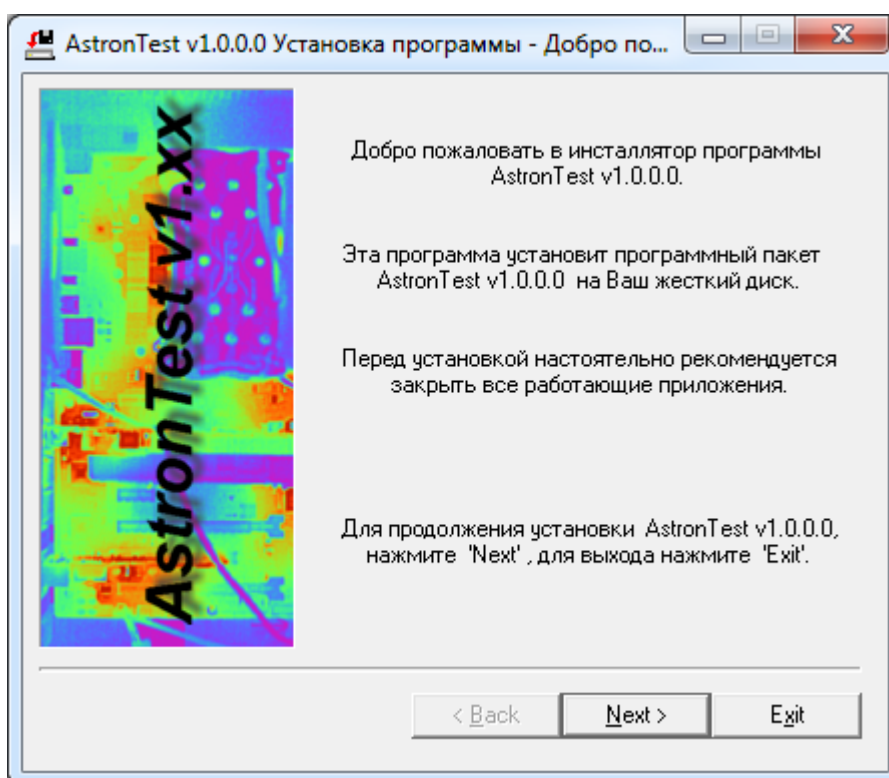 AstronTest v1.0.0.0 Установка программы - Добро по...
AstronTest v1.xx
Добро пожаловать в инсталлятор программы
AstronTest v1.0.0.0.
Эта программа установит программный пакет
AstronTest v1.0.0.0 на Ваш жесткий диск.
Перед установкой настоятельно рекомендуется
закрыть все работающие приложения.
Для продолжения установки AstronTest v1.0.0.0,
нажмите 'Next' , для выхода нажмите 'Exit'.
< Back
Next >
Exit